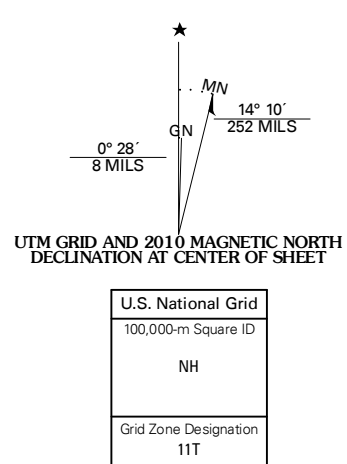 MN
GN
14° 10´
252 MILS
0° 28´
8 MILS
UTM GRID AND 2010 MAGNETIC NORTH
DECLINATION AT CENTER OF SHEET
U.S. National Grid
100,000-m Square ID
NH
Grid Zone Designation
11T